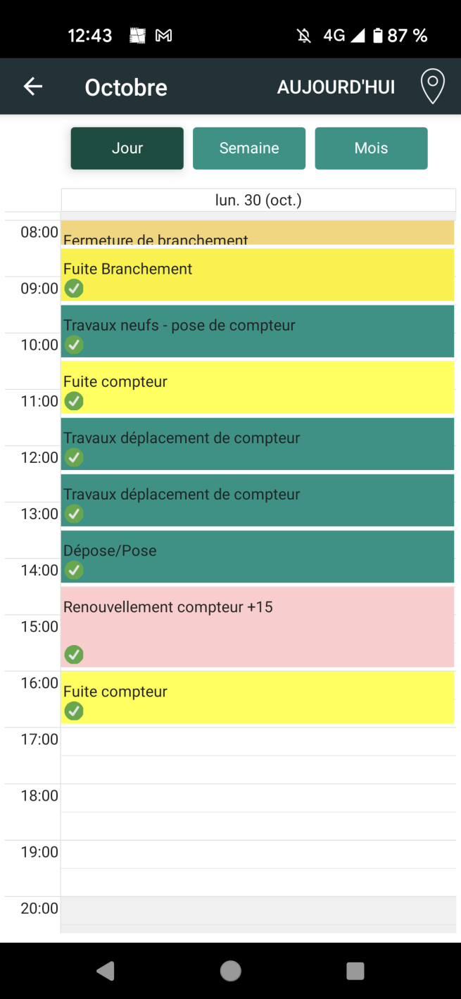 12:43 4G 87 %
Octobre AUJOURD'HUI
Jour Semaine Mois
lun. 30 (oct.)
08:00 Fermeture de branchement
Fuite Branchement
09:00
Travaux neufs - pose de compteur
10:00
Fuite compteur
11:00
Travaux déplacement de compteur
12:00
Travaux déplacement de compteur
13:00
Dépose/Pose
14:00
Renouvellement compteur +15
15:00
16:00
Fuite compteur
17:00
18:00
19:00
20:00